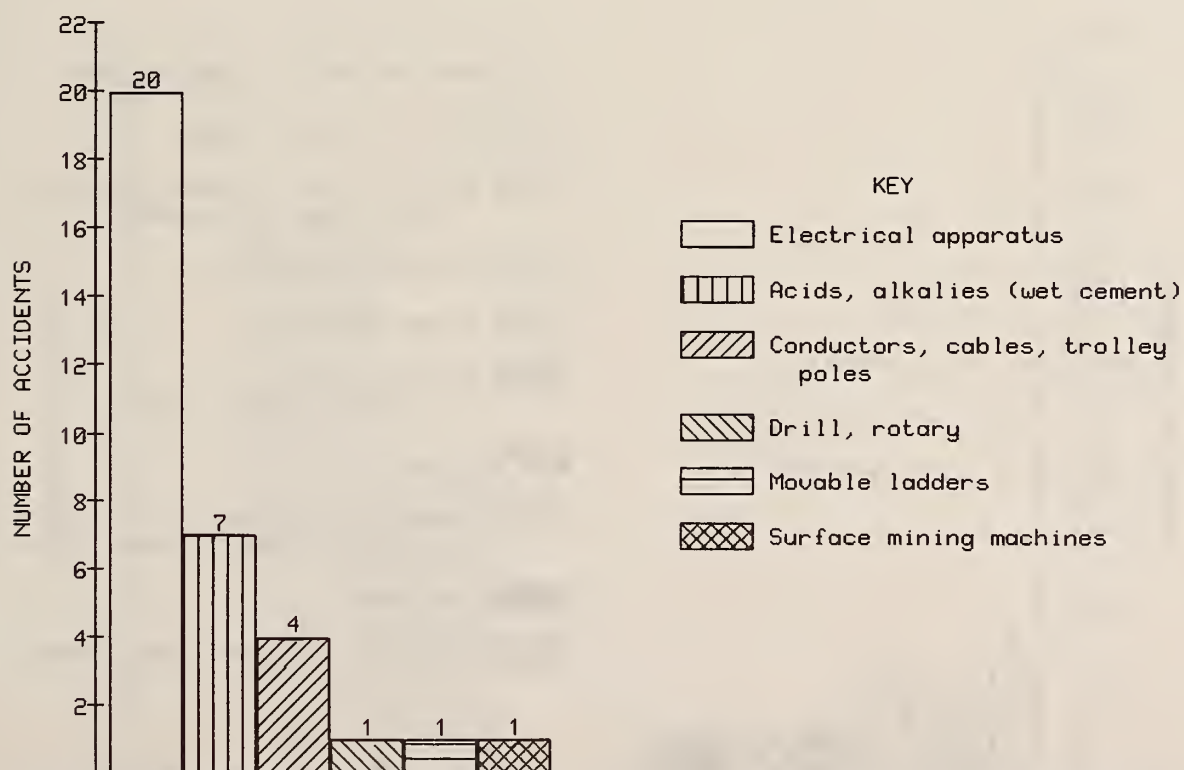 22
20
20
18
16
14
12
10
8
7
6
4
4
2
1 1 1
NUMBER OF ACCIDENTS
KEY
Electrical apparatus
Acids, alkalies (wet cement)
Conductors, cables, trolley
poles
Drill, rotary
Movable ladders
Surface mining machines